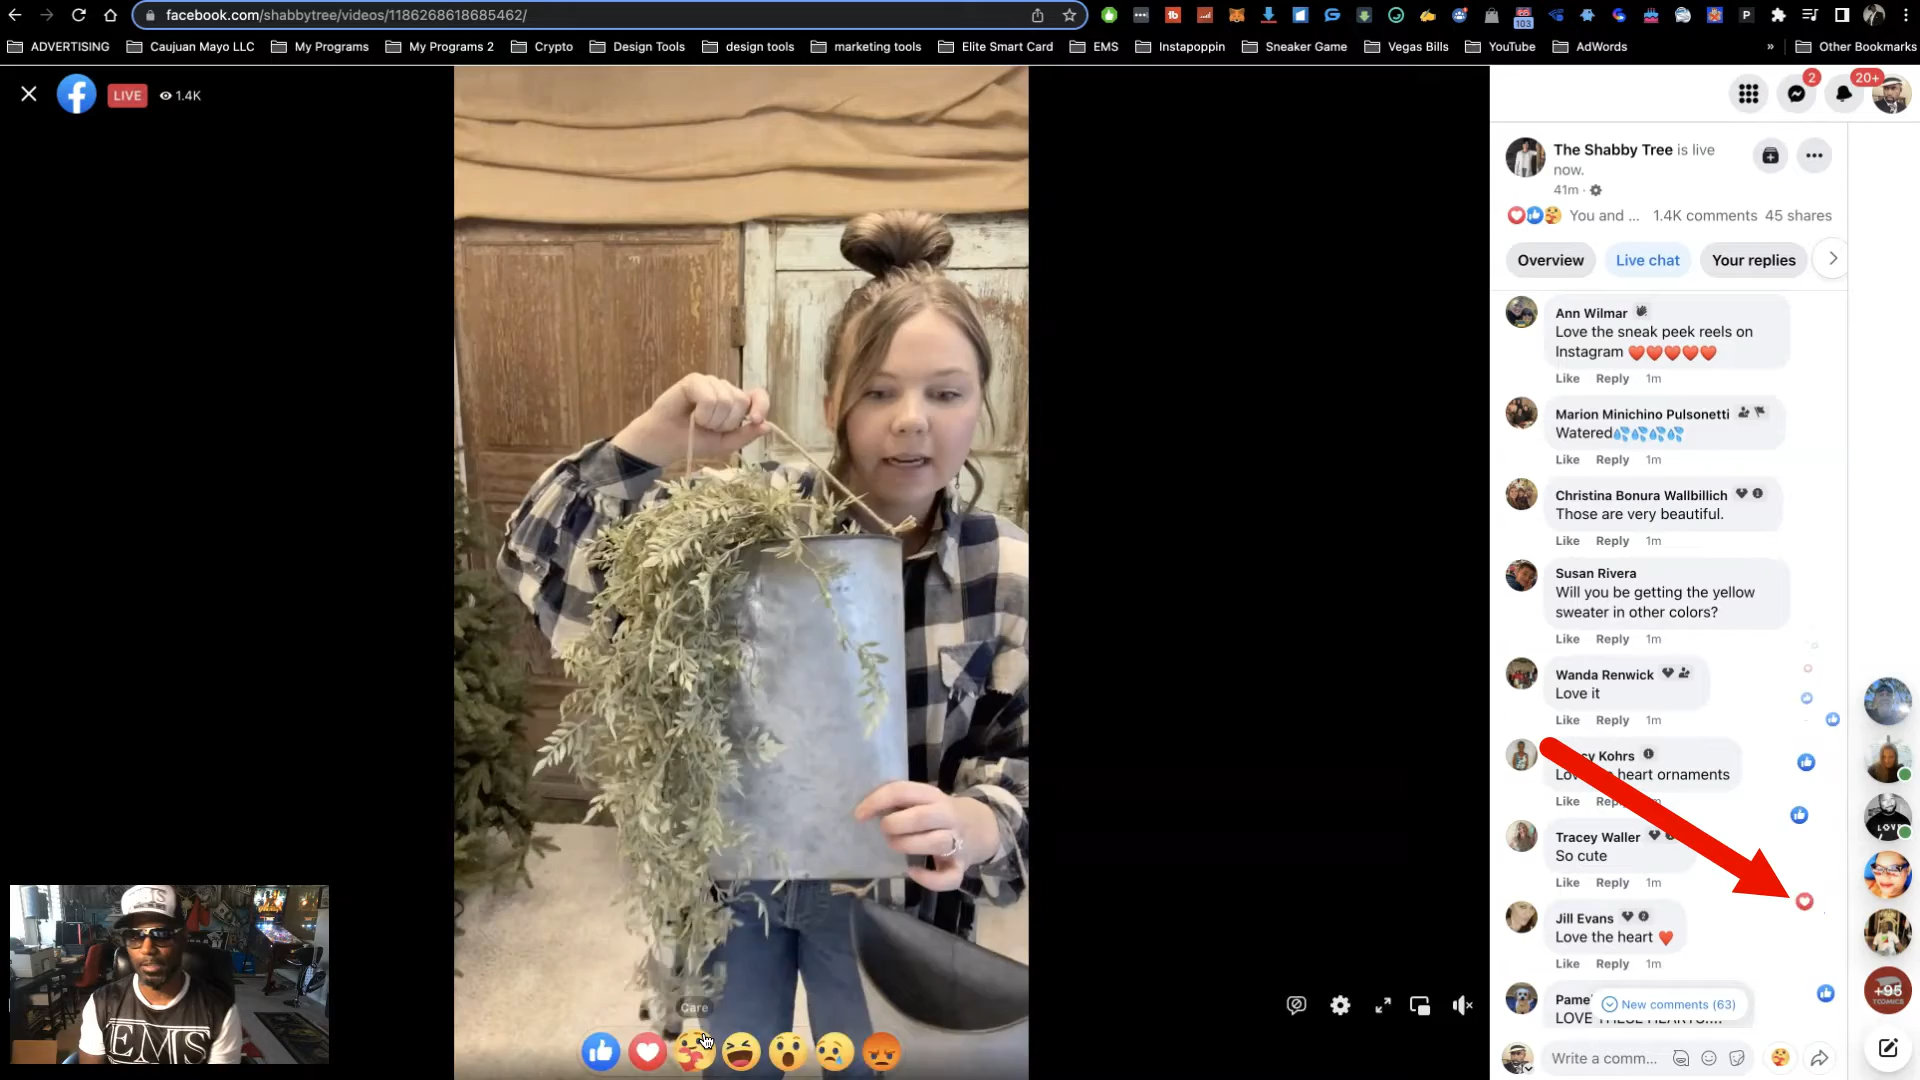 facebook.com/shabbytree/videos/1186268618685462/
103
P
ADVERTISING Caujuan Mayo LLC My Programs My Programs 2 Crypto Design Tools design tools marketing tools Elite Smart Card EMS Instapoppin Sneaker Game Vegas Bills YouTube AdWords » Other Bookmarks
LIVE 1.4K
2 20+
The Shabby Tree is live
now.
41m ·
You and ... 1.4K comments 45 shares
Overview Live chat Your replies
Ann Wilmar
Love the sneak peek reels on
Instagram ❤️❤️❤️❤️❤️
Like Reply 1m
Marion Minichino Pulsonetti
Watered💦💦💦💦
Like Reply 1m
Christina Bonura Wallbillich
Those are very beautiful.
Like Reply 1m
Susan Rivera
Will you be getting the yellow
sweater in other colors?
Like Reply 1m
Wanda Renwick
Love it
Like Reply 1m
Kohrs
heart ornaments
Like
Tracey Waller
So cute
Like Reply 1m
Jill Evans
Love the heart ❤️
Like Reply 1m
New comments (63)
LOVE THESE HEARTS....
Write a comm...
Care
LOVE
+95
EMS